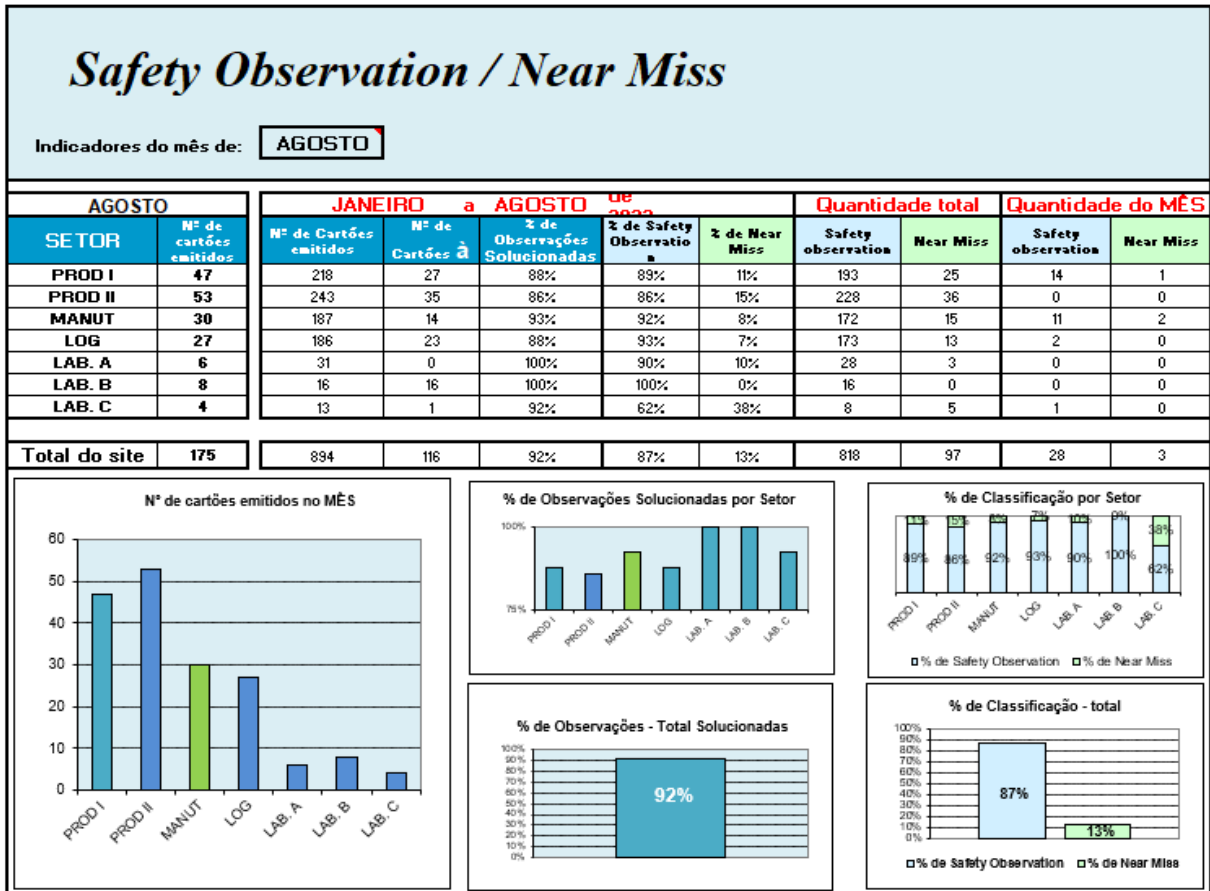 Safety Observation / Near Miss
Indicadores do mês de: AGOSTO
AGOSTO JANEIRO a AGOSTO de Quantidade total Quantidade do MÊS
SETOR Nº de cartões emitidos Nº de Cartões emitidos Nº de Cartões à % de Observações Solucionadas % de Safety Observation % de Near Miss Safety observation Near Miss Safety observation Near Miss
PROD I 47 218 27 88% 89% 11% 193 25 14 1
PROD II 53 243 35 86% 86% 15% 228 36 0 0
MANUT 30 187 14 93% 92% 8% 172 15 11 2
LOG 27 186 23 88% 93% 7% 173 13 2 0
LAB. A 6 31 0 100% 90% 10% 28 3 0 0
LAB. B 8 16 16 100% 100% 0% 16 0 0 0
LAB. C 4 13 1 92% 62% 38% 8 5 1 0
Total do site 175 894 116 92% 87% 13% 818 97 28 3
N° de cartões emitidos no MÊS
60
50
40
30
20
10
0
PROD I PROD II MANUT LOG LAB. A LAB. B LAB. C
% de Observações Solucionadas por Setor
100%
75%
PROD I PROD II MANUT LOG LAB. A LAB. B LAB. C
% de Classificação por Setor
11% 15% 8% 7% 10% 0% 38%
89% 86% 92% 93% 90% 100% 62%
PROD I PROD II MANUT LOG LAB. A LAB. B LAB. C
% de Safety Observation % de Near Miss
% de Observações - Total Solucionadas
100%
90%
80%
70%
60%
50%
40%
30%
20%
10%
0%
92%
% de Classificação - total
100%
90%
80%
70%
60%
50%
40%
30%
20%
10%
0%
87%
13%
% de Safety Observation % de Near Miss